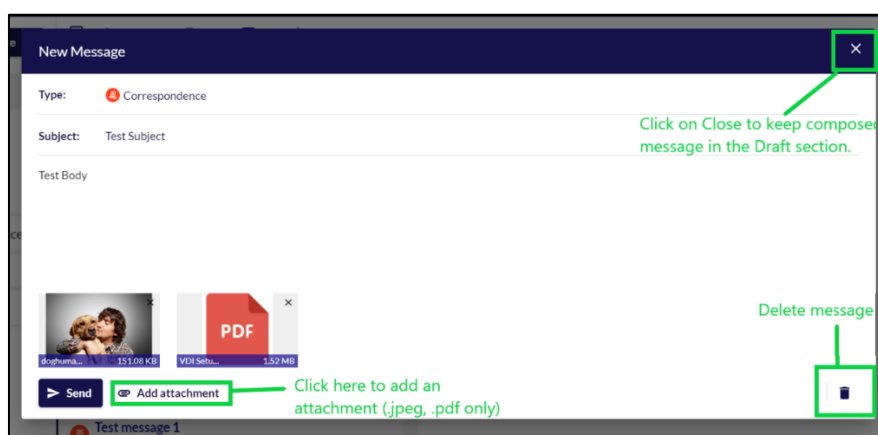 New Message
Type: Correspondence
Click on Close to keep composed
message in the Draft section.
Subject: Test Subject
Test Body
Delete message
PDF
doghuma... 151.08 KB
VDI Setu... 1.52 MB
Send
Add attachment
Click here to add an
attachment (.jpeg, .pdf only)
Test message 1